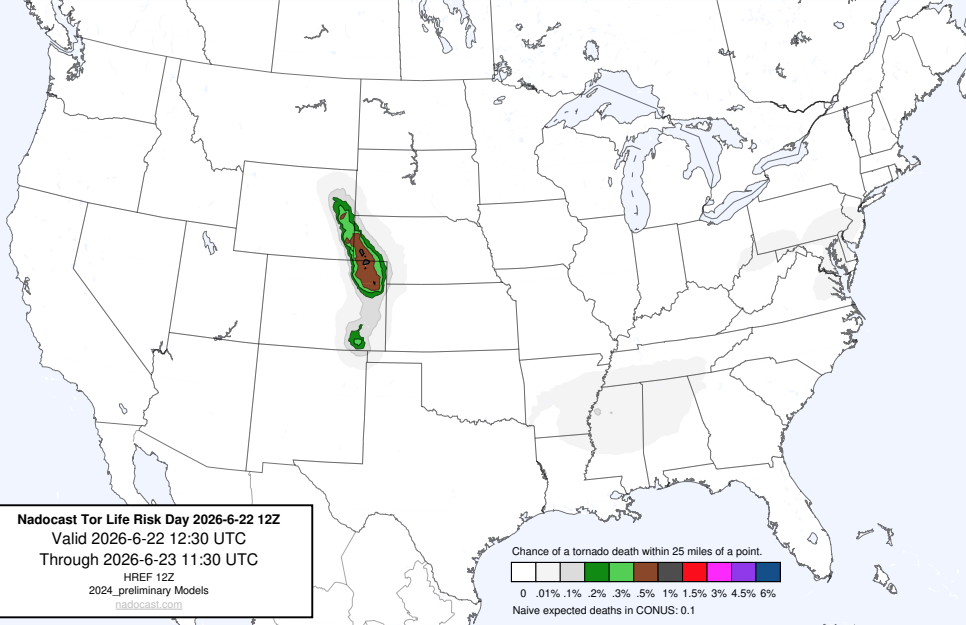 Nadocast Tor Life Risk Day 2026-6-22 12Z
Valid 2026-6-22 12:30 UTC
Through 2026-6-23 11:30 UTC
HREF 12Z
2024_preliminary Models
nadocast.com
Chance of a tornado death within 25 miles of a point.
0 .01% .1% .2% .3% .5% 1% 1.5% 3% 4.5% 6%
Naive expected deaths in CONUS: 0.1